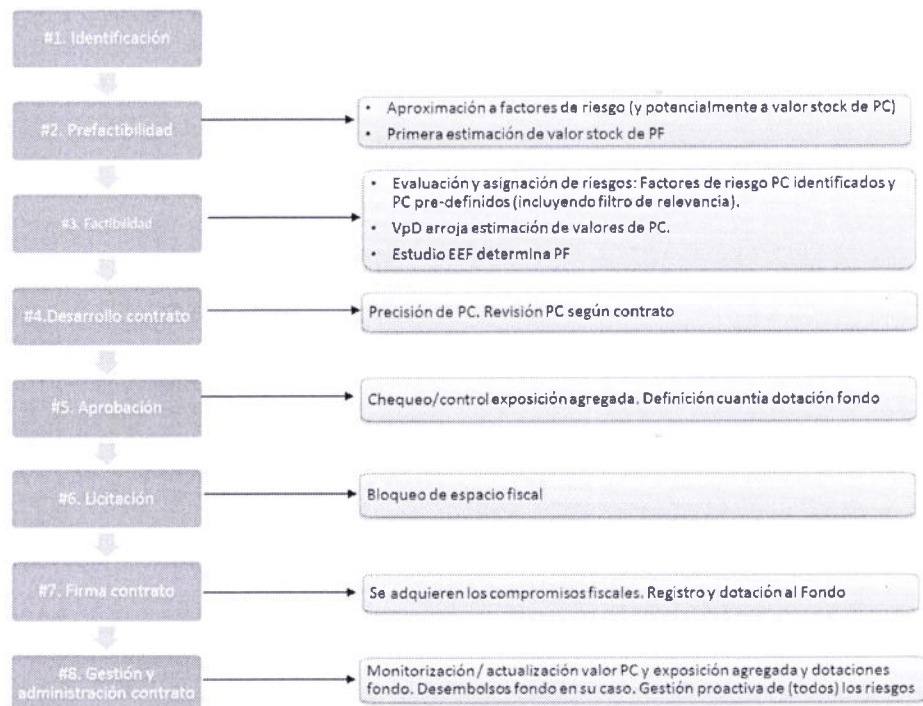 #1. Identificación
#2. Prefactibilidad
• Aproximación a factores de riesgo (y potencialmente a valor stock de PC)
• Primera estimación de valor stock de PF
#3. Factibilidad
• Evaluación y asignación de riesgos: Factores de riesgo PC identificados y
PC pre-definidos (incluyendo filtro de relevancia).
• VpD arroja estimación de valores de PC.
• Estudio EEF determina PF
#4.Desarrollo contrato
Precisión de PC. Revisión PC según contrato
#5. Aprobación
Chequeo/control exposición agregada. Definición cuantía dotación fondo
#6. Licitación
Bloqueo de espacio fiscal
#7. Firma contrato
Se adquieren los compromisos fiscales. Registro y dotación al Fondo
#8. Gestión y
administración contrato
Monitorización / actualización valor PC y exposición agregada y dotaciones
fondo. Desembolsos fondo en su caso. Gestión proactiva de (todos) los riesgos